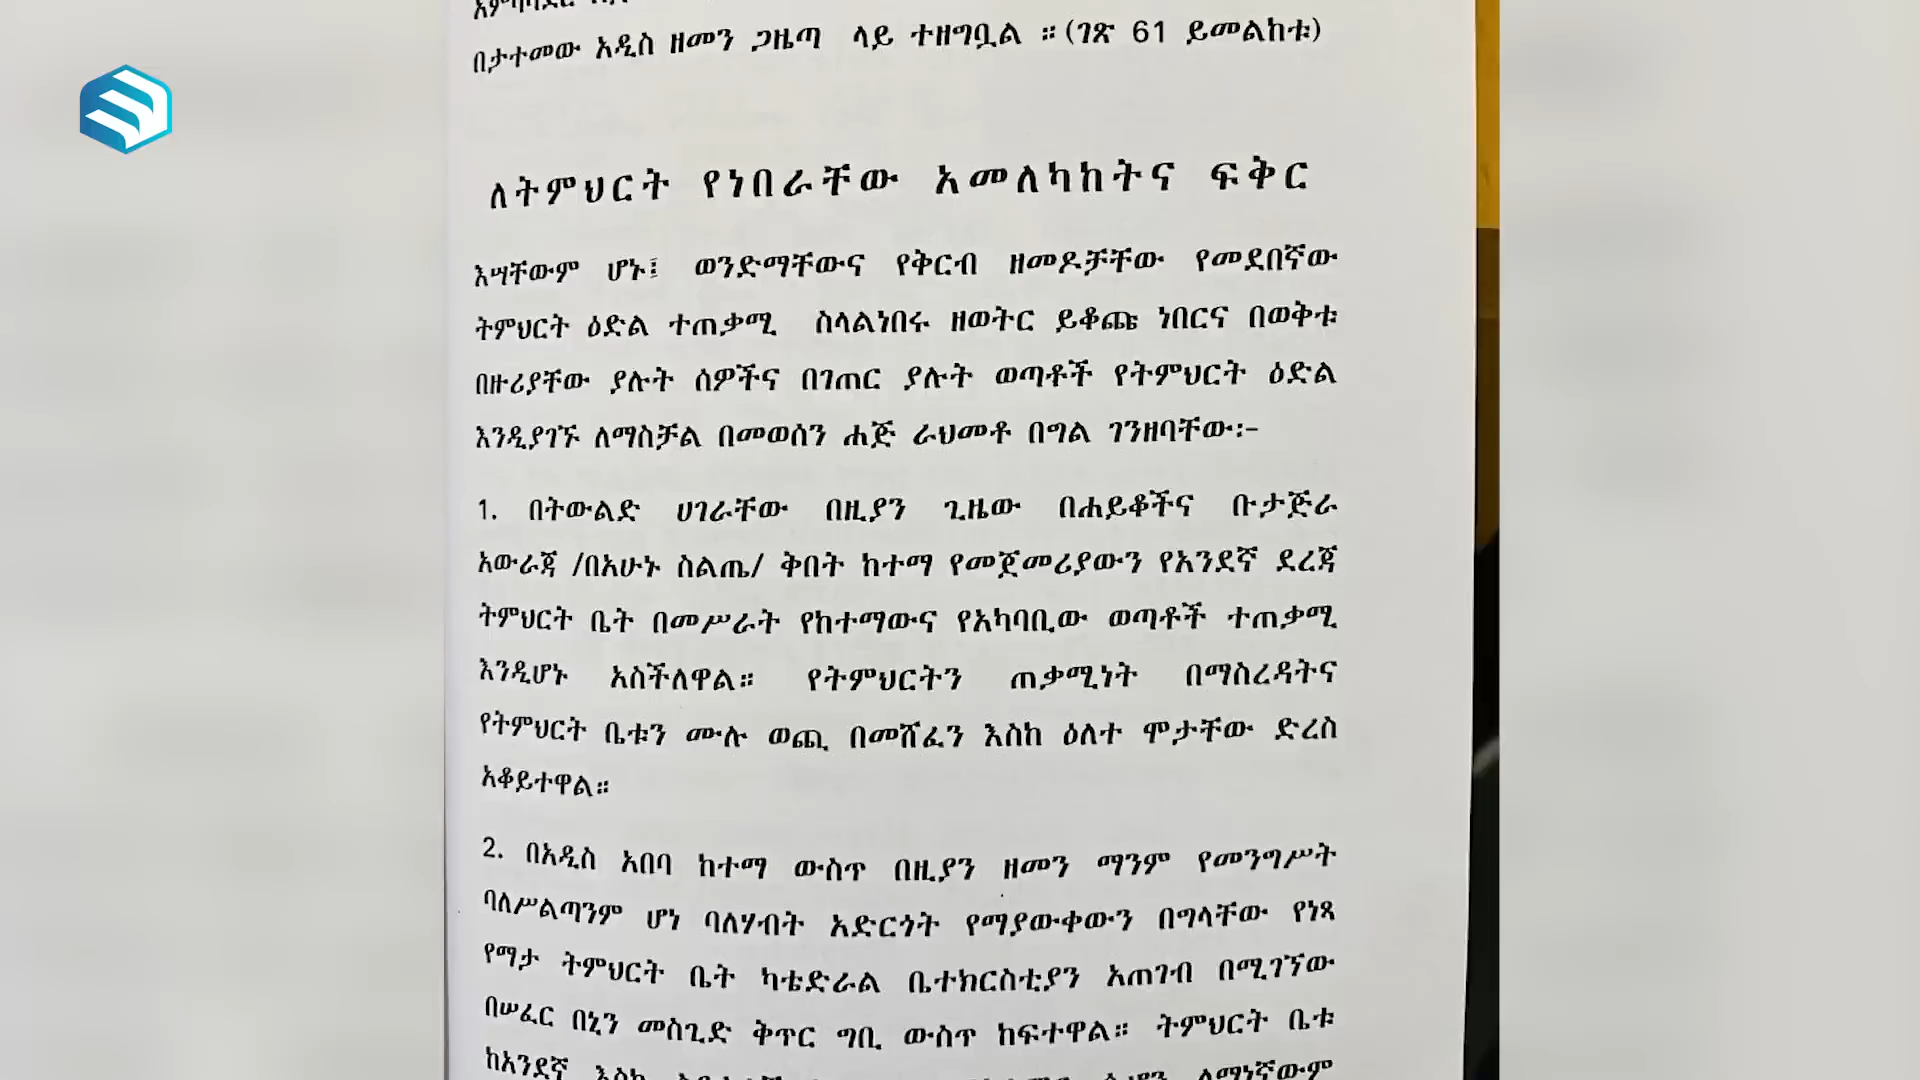 በታተመው አዲስ ዘመን ጋዜጣ ላይ ተዘግቧል ። (ገጽ 61 ይመልከቱ)
ለትምህርት የነበራቸው አመለካከትና ፍቅር
እሣቸውም ሆኑ፤ ወንድማቸውና የቅርብ ዘመዶቻቸው የመደበኛው
ትምህርት ዕድል ተጠቃሚ ስላልነበሩ ዘወትር ይቆጩ ነበርና በወቅቱ
በዙሪያቸው ያሉት ሰዎችና በገጠር ያሉት ወጣቶች የትምህርት ዕድል
እንዲያገኙ ለማስቻል በመወሰን ሐጅ ራህመቶ በግል ገንዘባቸው፡-
1. በትውልድ ሀገራቸው በዚያን ጊዜው በሐይቆችና ቡታጅራ
አውራጃ /በአሁኑ ስልጤ/ ቅበት ከተማ የመጀመሪያውን የአንደኛ ደረጃ
ትምህርት ቤት በመሥራት የከተማውና የአካባቢው ወጣቶች ተጠቃሚ
እንዲሆኑ አስችለዋል። የትምህርትን ጠቃሚነት በማስረዳትና
የትምህርት ቤቱን ሙሉ ወጪ በመሸፈን እስከ ዕለተ ሞታቸው ድረስ
አቆይተዋል።
2. በአዲስ አበባ ከተማ ውስጥ በዚያን ዘመን ማንም የመንግሥት
ባለሥልጣንም ሆነ ባለሃብት አድርጎት የማያውቀውን በግላቸው የነጻ
የማታ ትምህርት ቤት ካቴድራል ቤተክርስቲያን አጠገብ በሚገኘው
በሠፈር በኒን መስጊድ ቅጥር ግቢ ውስጥ ከፍተዋል። ትምህርት ቤቱ
ከአንደኛ እስከ ለማነኛውም